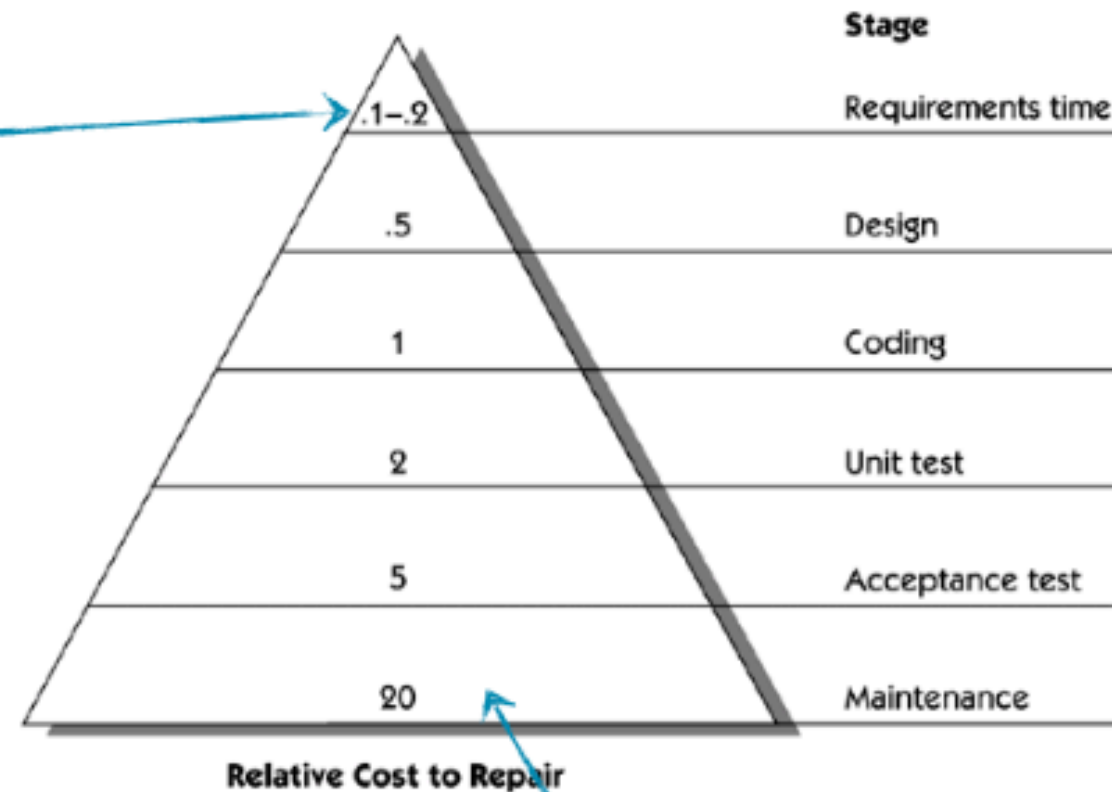 Stage
.1–.2 Requirements time
.5 Design
1 Coding
2 Unit test
5 Acceptance test
20 Maintenance
Relative Cost to Repair